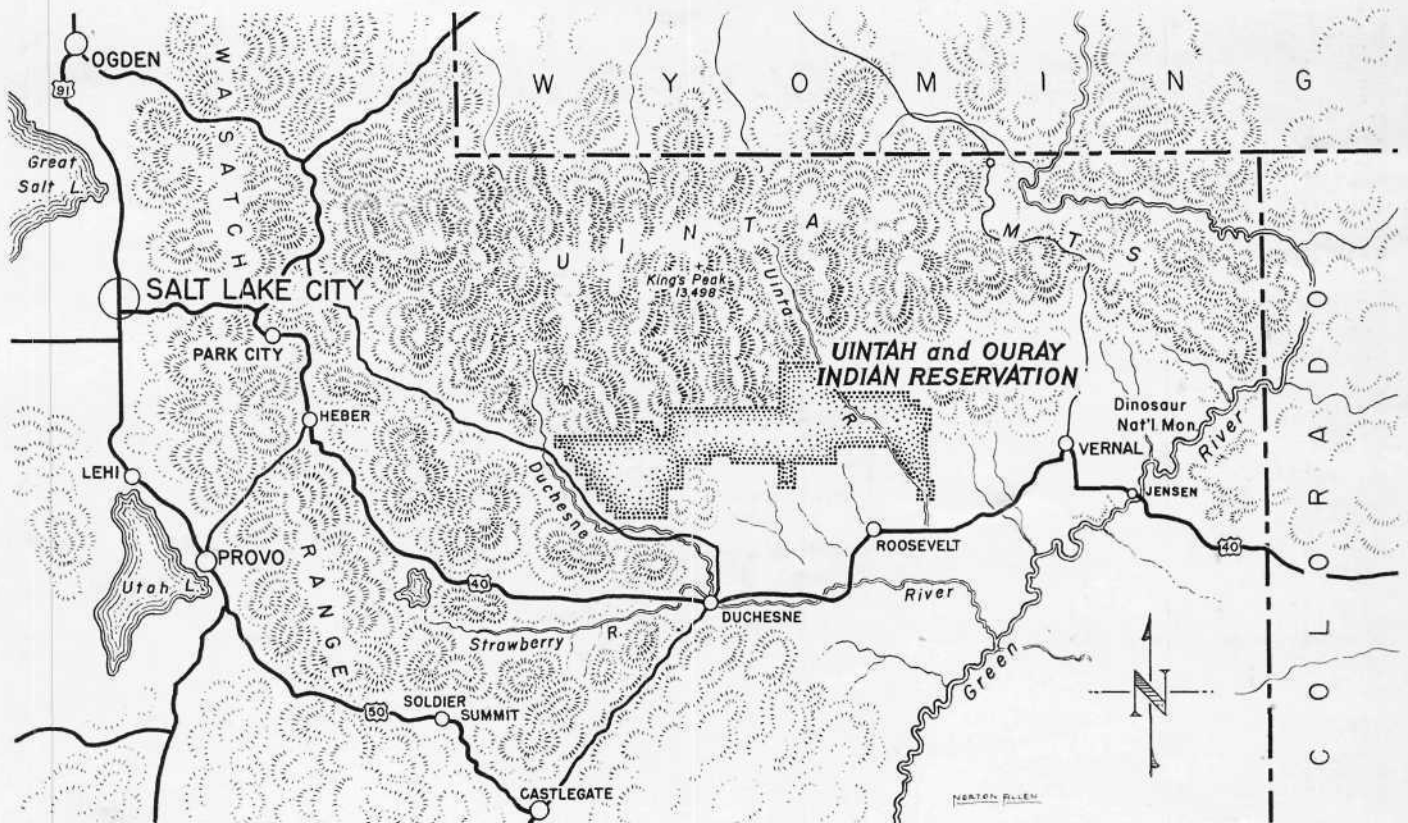 OGDEN
91
WASATCH
WYOMING
Great
Salt L.
UINTA MTS
King's Peak
13,498
Uinta
R.
SALT LAKE CITY
PARK CITY
UINTAH and OURAY
INDIAN RESERVATION
HEBER
Dinosaur
Nat'l. Mon.
River
VERNAL
LEHI
Duchesne
JENSEN
COLORADO
RANGE
ROOSEVELT
40
PROVO
Utah L.
40
River
DUCHESNE
Strawberry R.
Green
N
50
SOLDIER
SUMMIT
CASTLEGATE
NORTON ALLEN